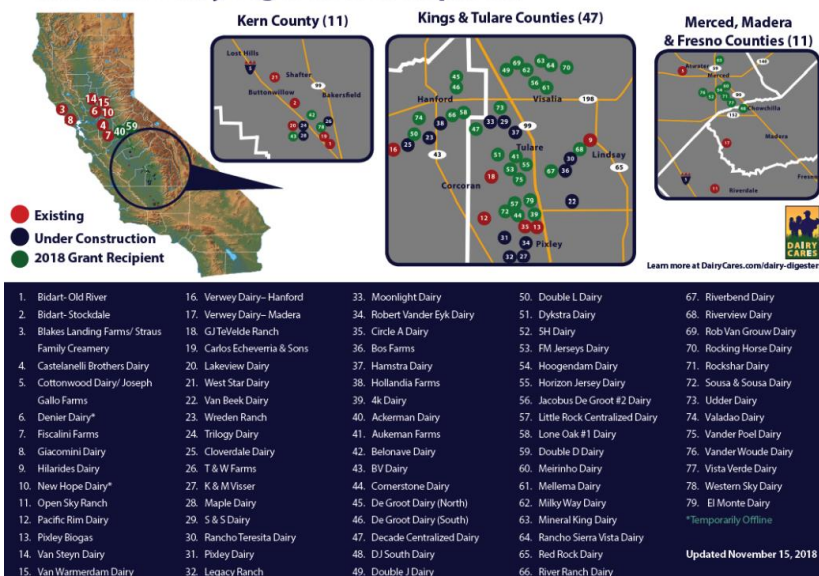 Kern County (11)
Kings & Tulare Counties (47)
Merced, Madera
& Fresno Counties (11)
Lost Hills
Shafter
Buttonwillow
Bakersfield
99
Hanford
Visalia
198
Tulare
99
Lindsay
65
43
Corcoran
Pixley
Atwater
Merced
Chowchilla
Madera
Riverdale
Existing
Under Construction
2018 Grant Recipient
DAIRY
CARES
Learn more at DairyCares.com/dairy-digester
1. Bidart- Old River
2. Bidart- Stockdale
3. Blakes Landing Farms/ Straus
Family Creamery
4. Castelanelli Brothers Dairy
5. Cottonwood Dairy/ Joseph
Gallo Farms
6. Denier Dairy*
7. Fiscalini Farms
8. Giacomini Dairy
9. Hilarides Dairy
10. New Hope Dairy*
11. Open Sky Ranch
12. Pacific Rim Dairy
13. Pixley Biogas
14. Van Steyn Dairy
15. Van Warmerdam Dairy
16. Verwey Dairy– Hanford
17. Verwey Dairy– Madera
18. GJ TeVelde Ranch
19. Carlos Echeverria & Sons
20. Lakeview Dairy
21. West Star Dairy
22. Van Beek Dairy
23. Wreden Ranch
24. Trilogy Dairy
25. Cloverdale Dairy
26. T & W Farms
27. K & M Visser
28. Maple Dairy
29. S & S Dairy
30. Rancho Teresita Dairy
31. Pixley Dairy
32. Legacy Ranch
33. Moonlight Dairy
34. Robert Vander Eyk Dairy
35. Circle A Dairy
36. Bos Farms
37. Hamstra Dairy
38. Hollandia Farms
39. 4k Dairy
40. Ackerman Dairy
41. Aukeman Farms
42. Belonave Dairy
43. BV Dairy
44. Cornerstone Dairy
45. De Groot Dairy (North)
46. De Groot Dairy (South)
47. Decade Centralized Dairy
48. DJ South Dairy
49. Double J Dairy
50. Double L Dairy
51. Dykstra Dairy
52. 5H Dairy
53. FM Jerseys Dairy
54. Hoogendam Dairy
55. Horizon Jersey Dairy
56. Jacobus De Groot #2 Dairy
57. Little Rock Centralized Dairy
58. Lone Oak #1 Dairy
59. Double D Dairy
60. Meirinho Dairy
61. Mellema Dairy
62. Milky Way Dairy
63. Mineral King Dairy
64. Rancho Sierra Vista Dairy
65. Red Rock Dairy
66. River Ranch Dairy
67. Riverbend Dairy
68. Riverview Dairy
69. Rob Van Grouw Dairy
70. Rocking Horse Dairy
71. Rockshar Dairy
72. Sousa & Sousa Dairy
73. Udder Dairy
74. Valadao Dairy
75. Vander Poel Dairy
76. Vander Woude Dairy
77. Vista Verde Dairy
78. Western Sky Dairy
79. El Monte Dairy
*Temporarily Offline
Updated November 15, 2018